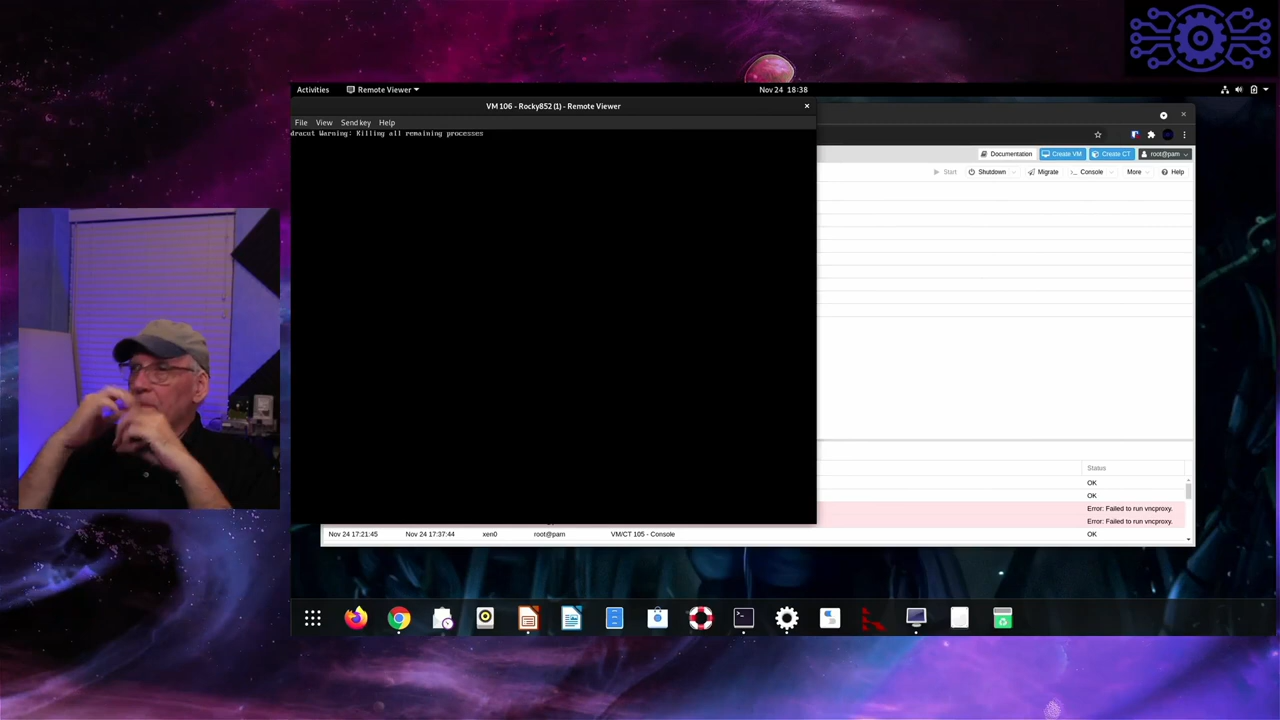 Activities Remote Viewer Nov 24 18:38
VM 106 - Rocky852 (1) - Remote Viewer
File View Send key Help
dracut Warning: Killing all remaining processes
Documentation Create VM Create CT root@pam
Start Shutdown Migrate Console More Help
Status
OK
OK
Error: Failed to run vncproxy.
Error: Failed to run vncproxy.
Nov 24 17:21:45 Nov 24 17:37:44 xen0 root@pam VM/CT 105 - Console OK